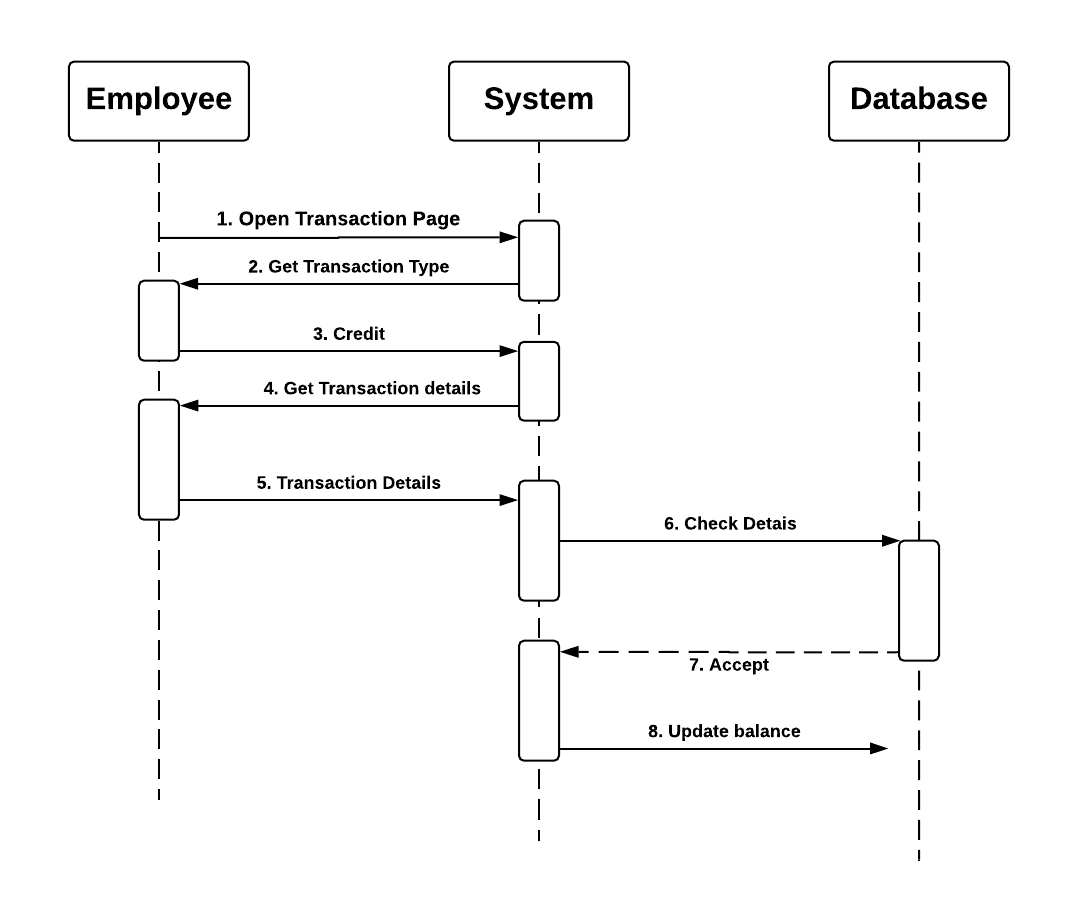 Employee
System
Database
1. Open Transaction Page
2. Get Transaction Type
3. Credit
4. Get Transaction details
5. Transaction Details
6. Check Detais
7. Accept
8. Update balance